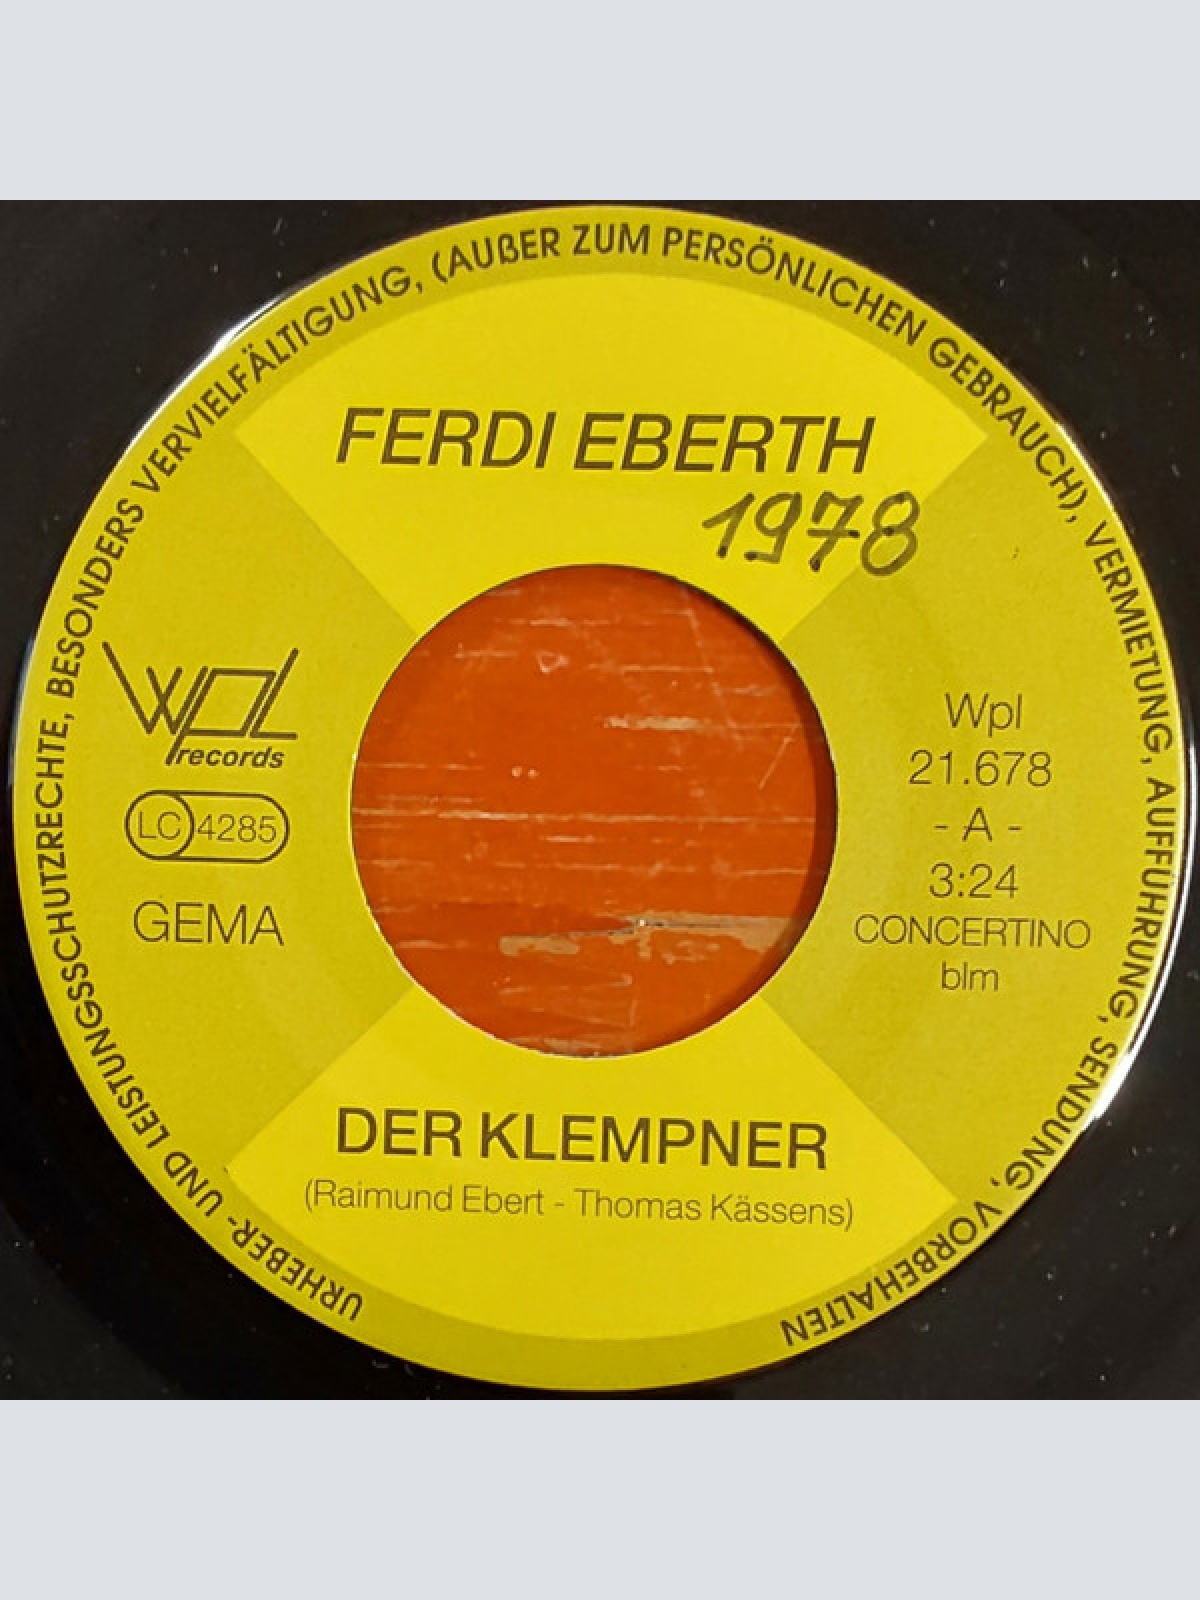 URHEBER- UND LEISTUNGSSCHUTZRECHTE, BESONDERS VERVIELFÄLTIGUNG, (AUßER ZUM PERSÖNLICHEN GEBRAUCH), VERMIETUNG, AUFFÜHRUNG, SENDUNG, VORBEHALTEN
FERDI EBERTH
1978
Wpl
records
LC 4285
GEMA
Wpl
21.678
- A -
3:24
CONCERTINO
blm
DER KLEMPNER
(Raimund Ebert - Thomas Kässens)